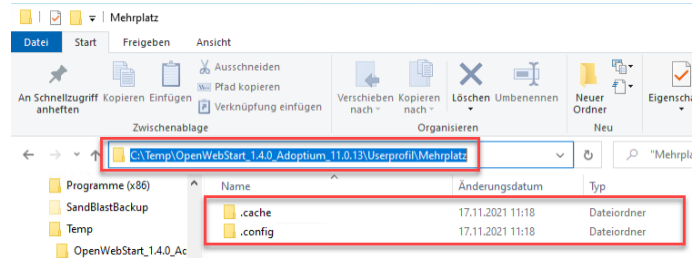 Mehrplatz
Datei Start Freigeben Ansicht
An Schnellzugriff anheften
Kopieren
Einfügen
Ausschneiden
Pfad kopieren
Verknüpfung einfügen
Zwischenablage
Verschieben nach
Kopieren nach
Löschen
Umbenennen
Organisieren
Neuer Ordner
Neu
C:\Temp\OpenWebStart_1.4.0_Adoptium_11.0.13\Userprofil\Mehrplatz
Programme (x86)
SandBlastBackup
Temp
OpenWebStart_1.4.0_Ac
Name Änderungsdatum Typ
.cache 17.11.2021 11:18 Dateiordner
.config 17.11.2021 11:18 Dateiordner